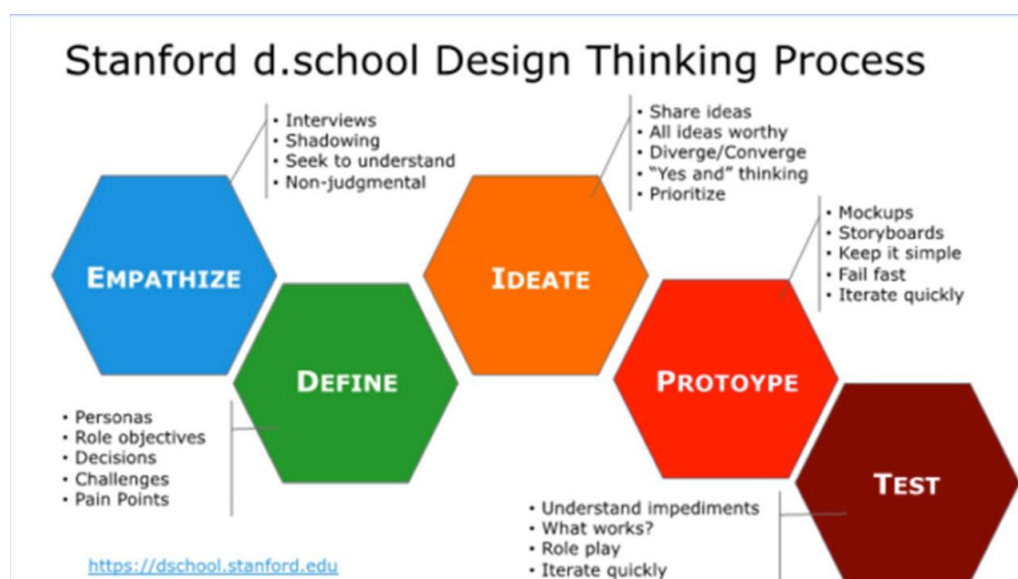 Stanford d.school Design Thinking Process
• Interviews
• Shadowing
• Seek to understand
• Non-judgmental
EMPATHIZE
• Personas
• Role objectives
• Decisions
• Challenges
• Pain Points
DEFINE
• Share ideas
• All ideas worthy
• Diverge/Converge
• “Yes and” thinking
• Prioritize
IDEATE
• Mockups
• Storyboards
• Keep it simple
• Fail fast
• Iterate quickly
PROTOYPE
• Understand impediments
• What works?
• Role play
• Iterate quickly
TEST
https://dschool.stanford.edu